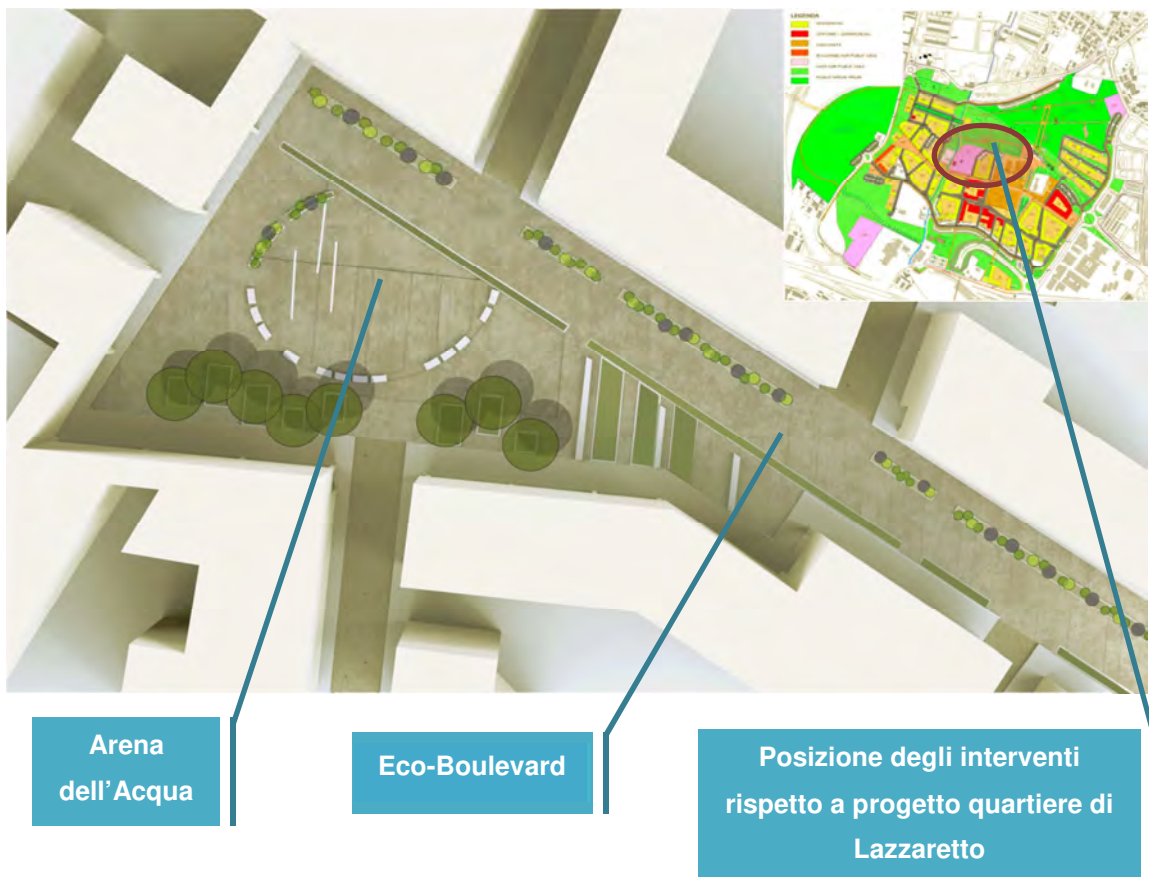 LEGENDA
Arena
dell'Acqua
Eco-Boulevard
Posizione degli interventi
rispetto a progetto quartiere di
Lazzaretto